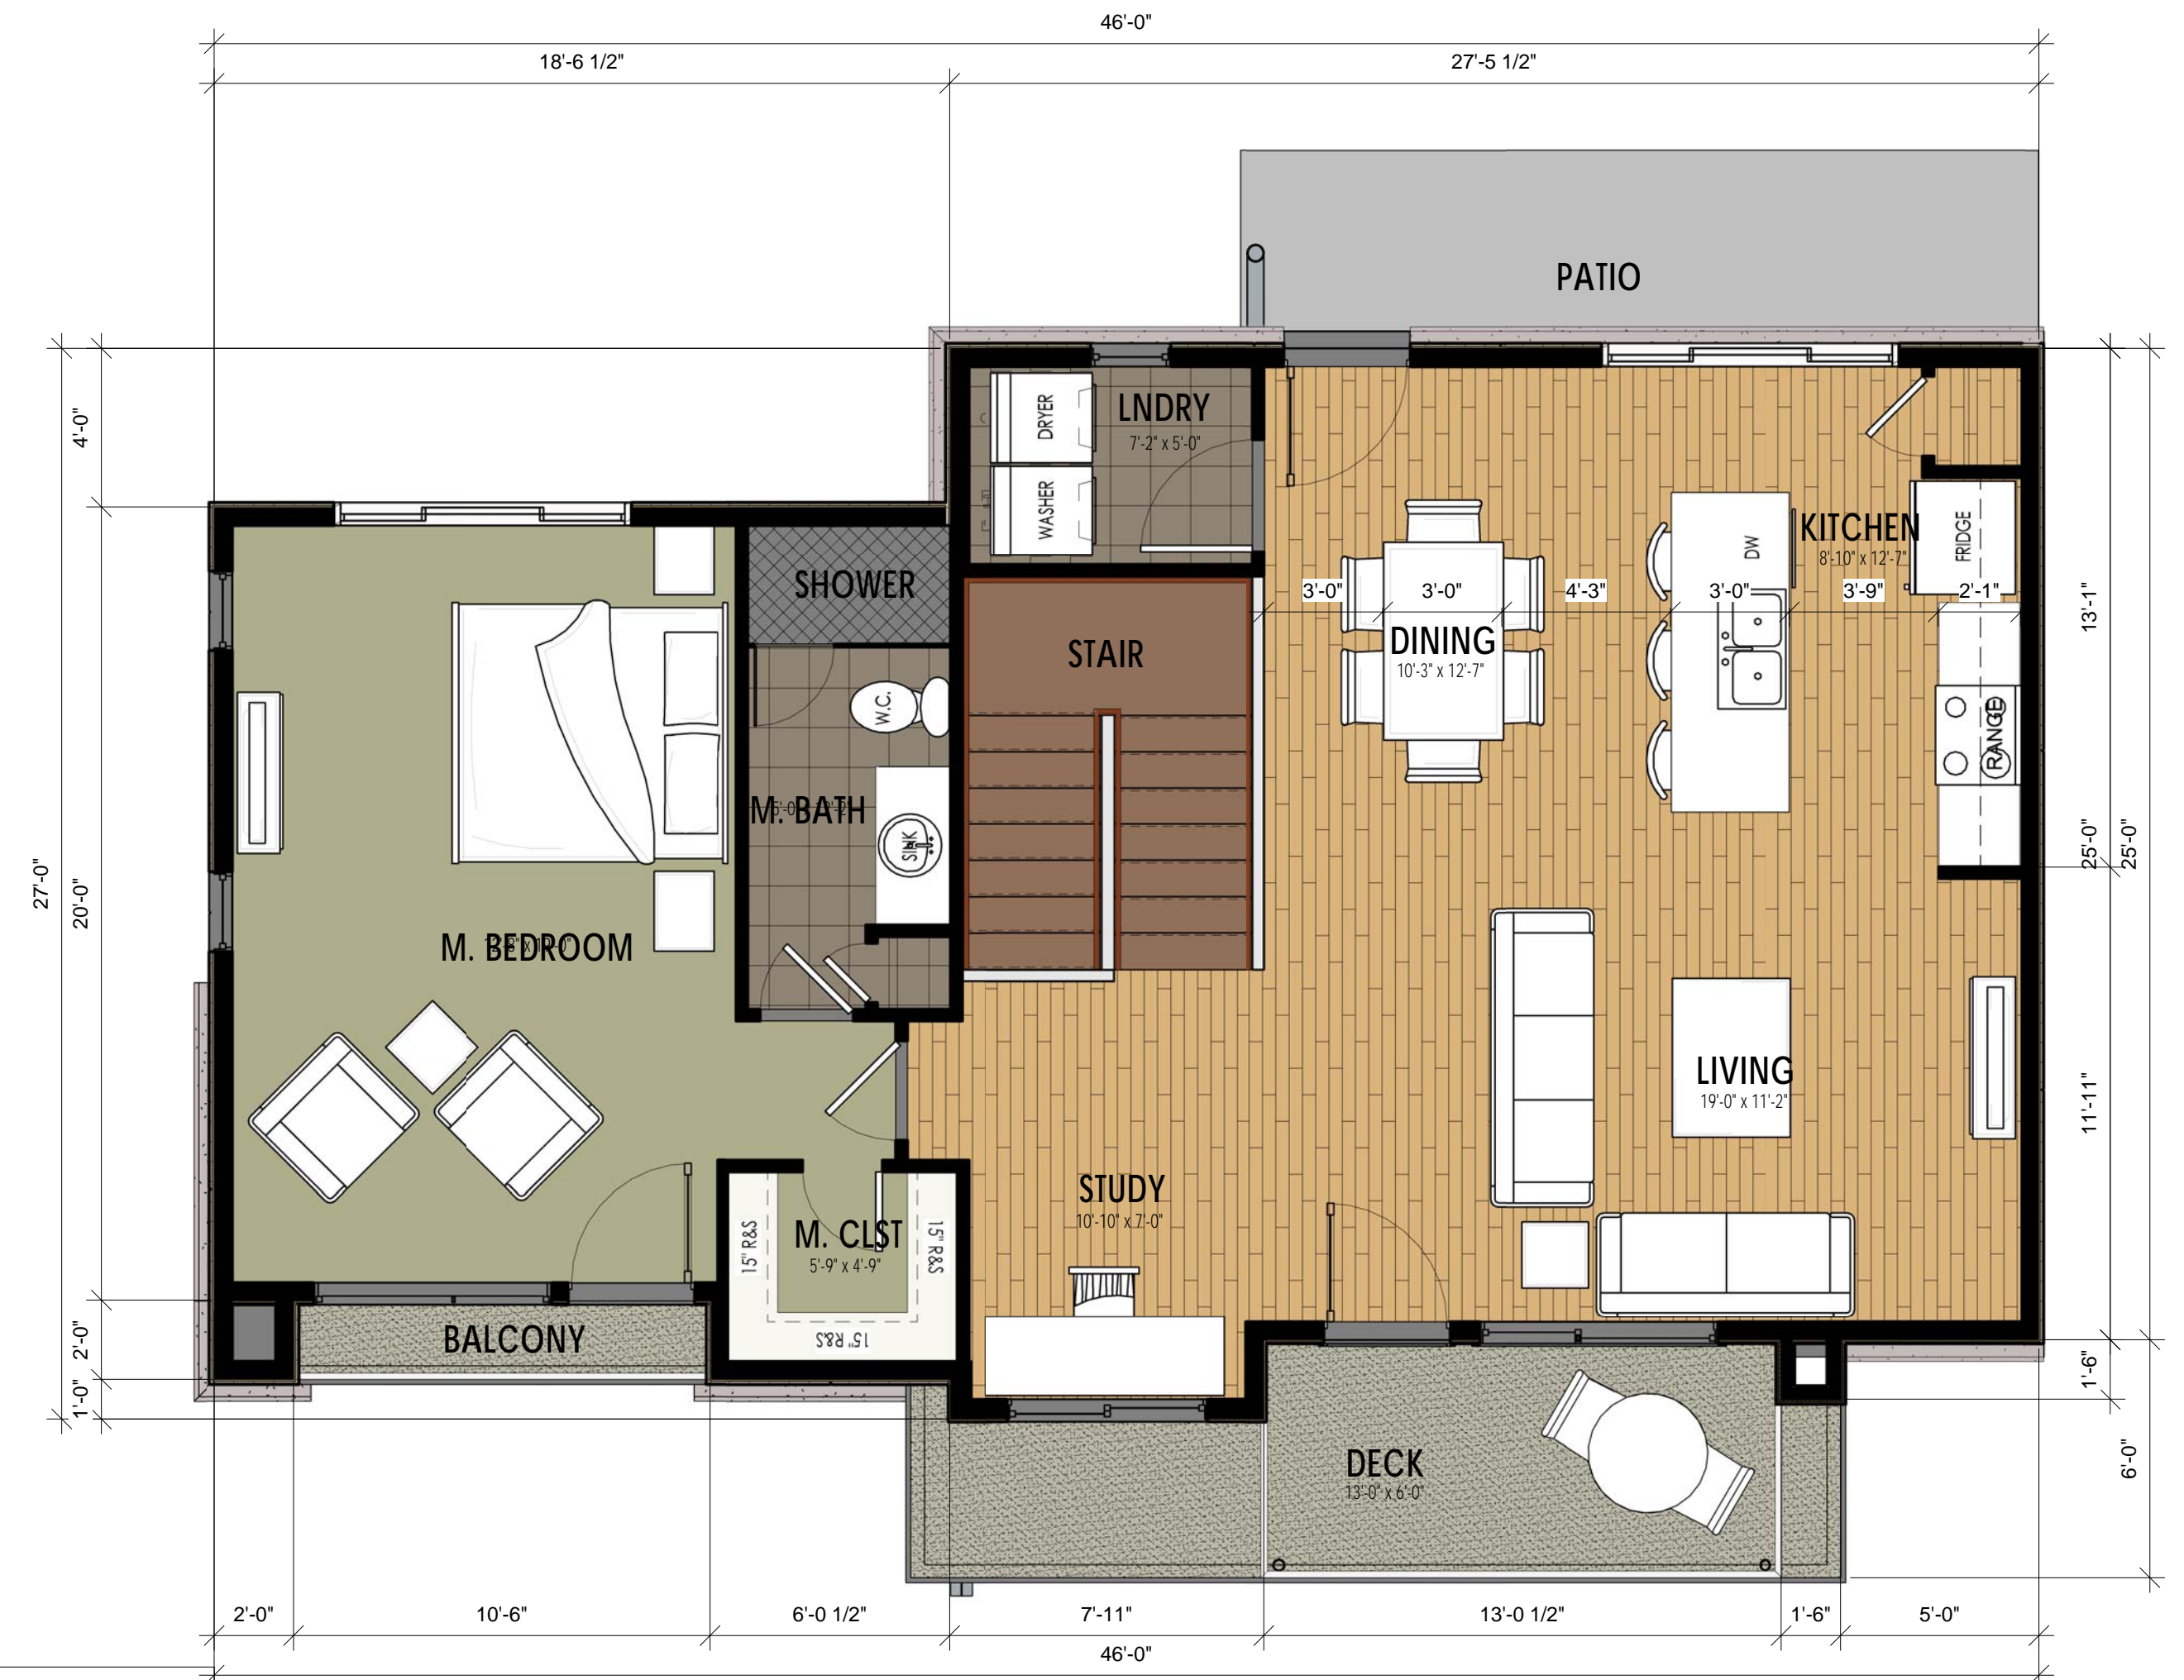 46'-0"
18'-6 1/2"
27'-5 1/2"
PATIO
4'-0"
DRYER
LNDRY
7'-2" x 5'-0"
WASHER
KITCHEN
8'-10" x 12'-7"
FRIDGE
DW
SHOWER
3'-0"
3'-0"
4'-3"
3'-0"
3'-9"
2'-1"
13'-1"
STAIR
DINING
10'-3" x 12'-7"
W.C.
RANGE
M. BATH
SINK
27'-0"
20'-0"
25'-0"
25'-0"
M. BEDROOM
LIVING
19'-0" x 11'-2"
11'-11"
STUDY
10'-10" x 7'-0"
15" R&S
M. CLST
5'-9" x 4'-9"
15" R&S
15" R&S
BALCONY
2'-0"
1'-0"
1'-6"
DECK
13'-0" x 6'-0"
6'-0"
2'-0"
10'-6"
6'-0 1/2"
7'-11"
13'-0 1/2"
1'-6"
5'-0"
46'-0"